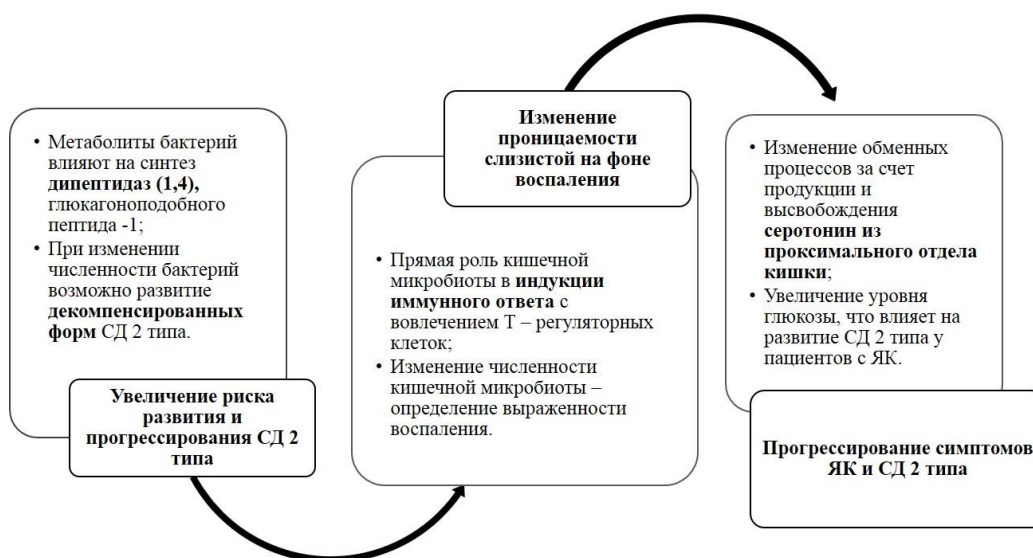 • Метаболиты бактерий
влияют на синтез
дипептидаз (1,4),
глюкагоноподобного
пептида -1;
• При изменении
численности бактерий
возможно развитие
декомпенсированных
форм СД 2 типа.
Увеличение риска
развития и
прогрессирования СД 2
типа
Изменение
проницаемости
слизистой на фоне
воспаления
• Прямая роль кишечной
микробиоты в индукции
иммунного ответа с
вовлечением Т – регуляторных
клеток;
• Изменение численности
кишечной микробиоты –
определение выраженности
воспаления.
• Изменение обменных
процессов за счет
продукции и
высвобождения
серотонин из
проксимального отдела
кишки;
• Увеличение уровня
глюкозы, что влияет на
развитие СД 2 типа у
пациентов с ЯК.
Прогрессирование симптомов
ЯК и СД 2 типа